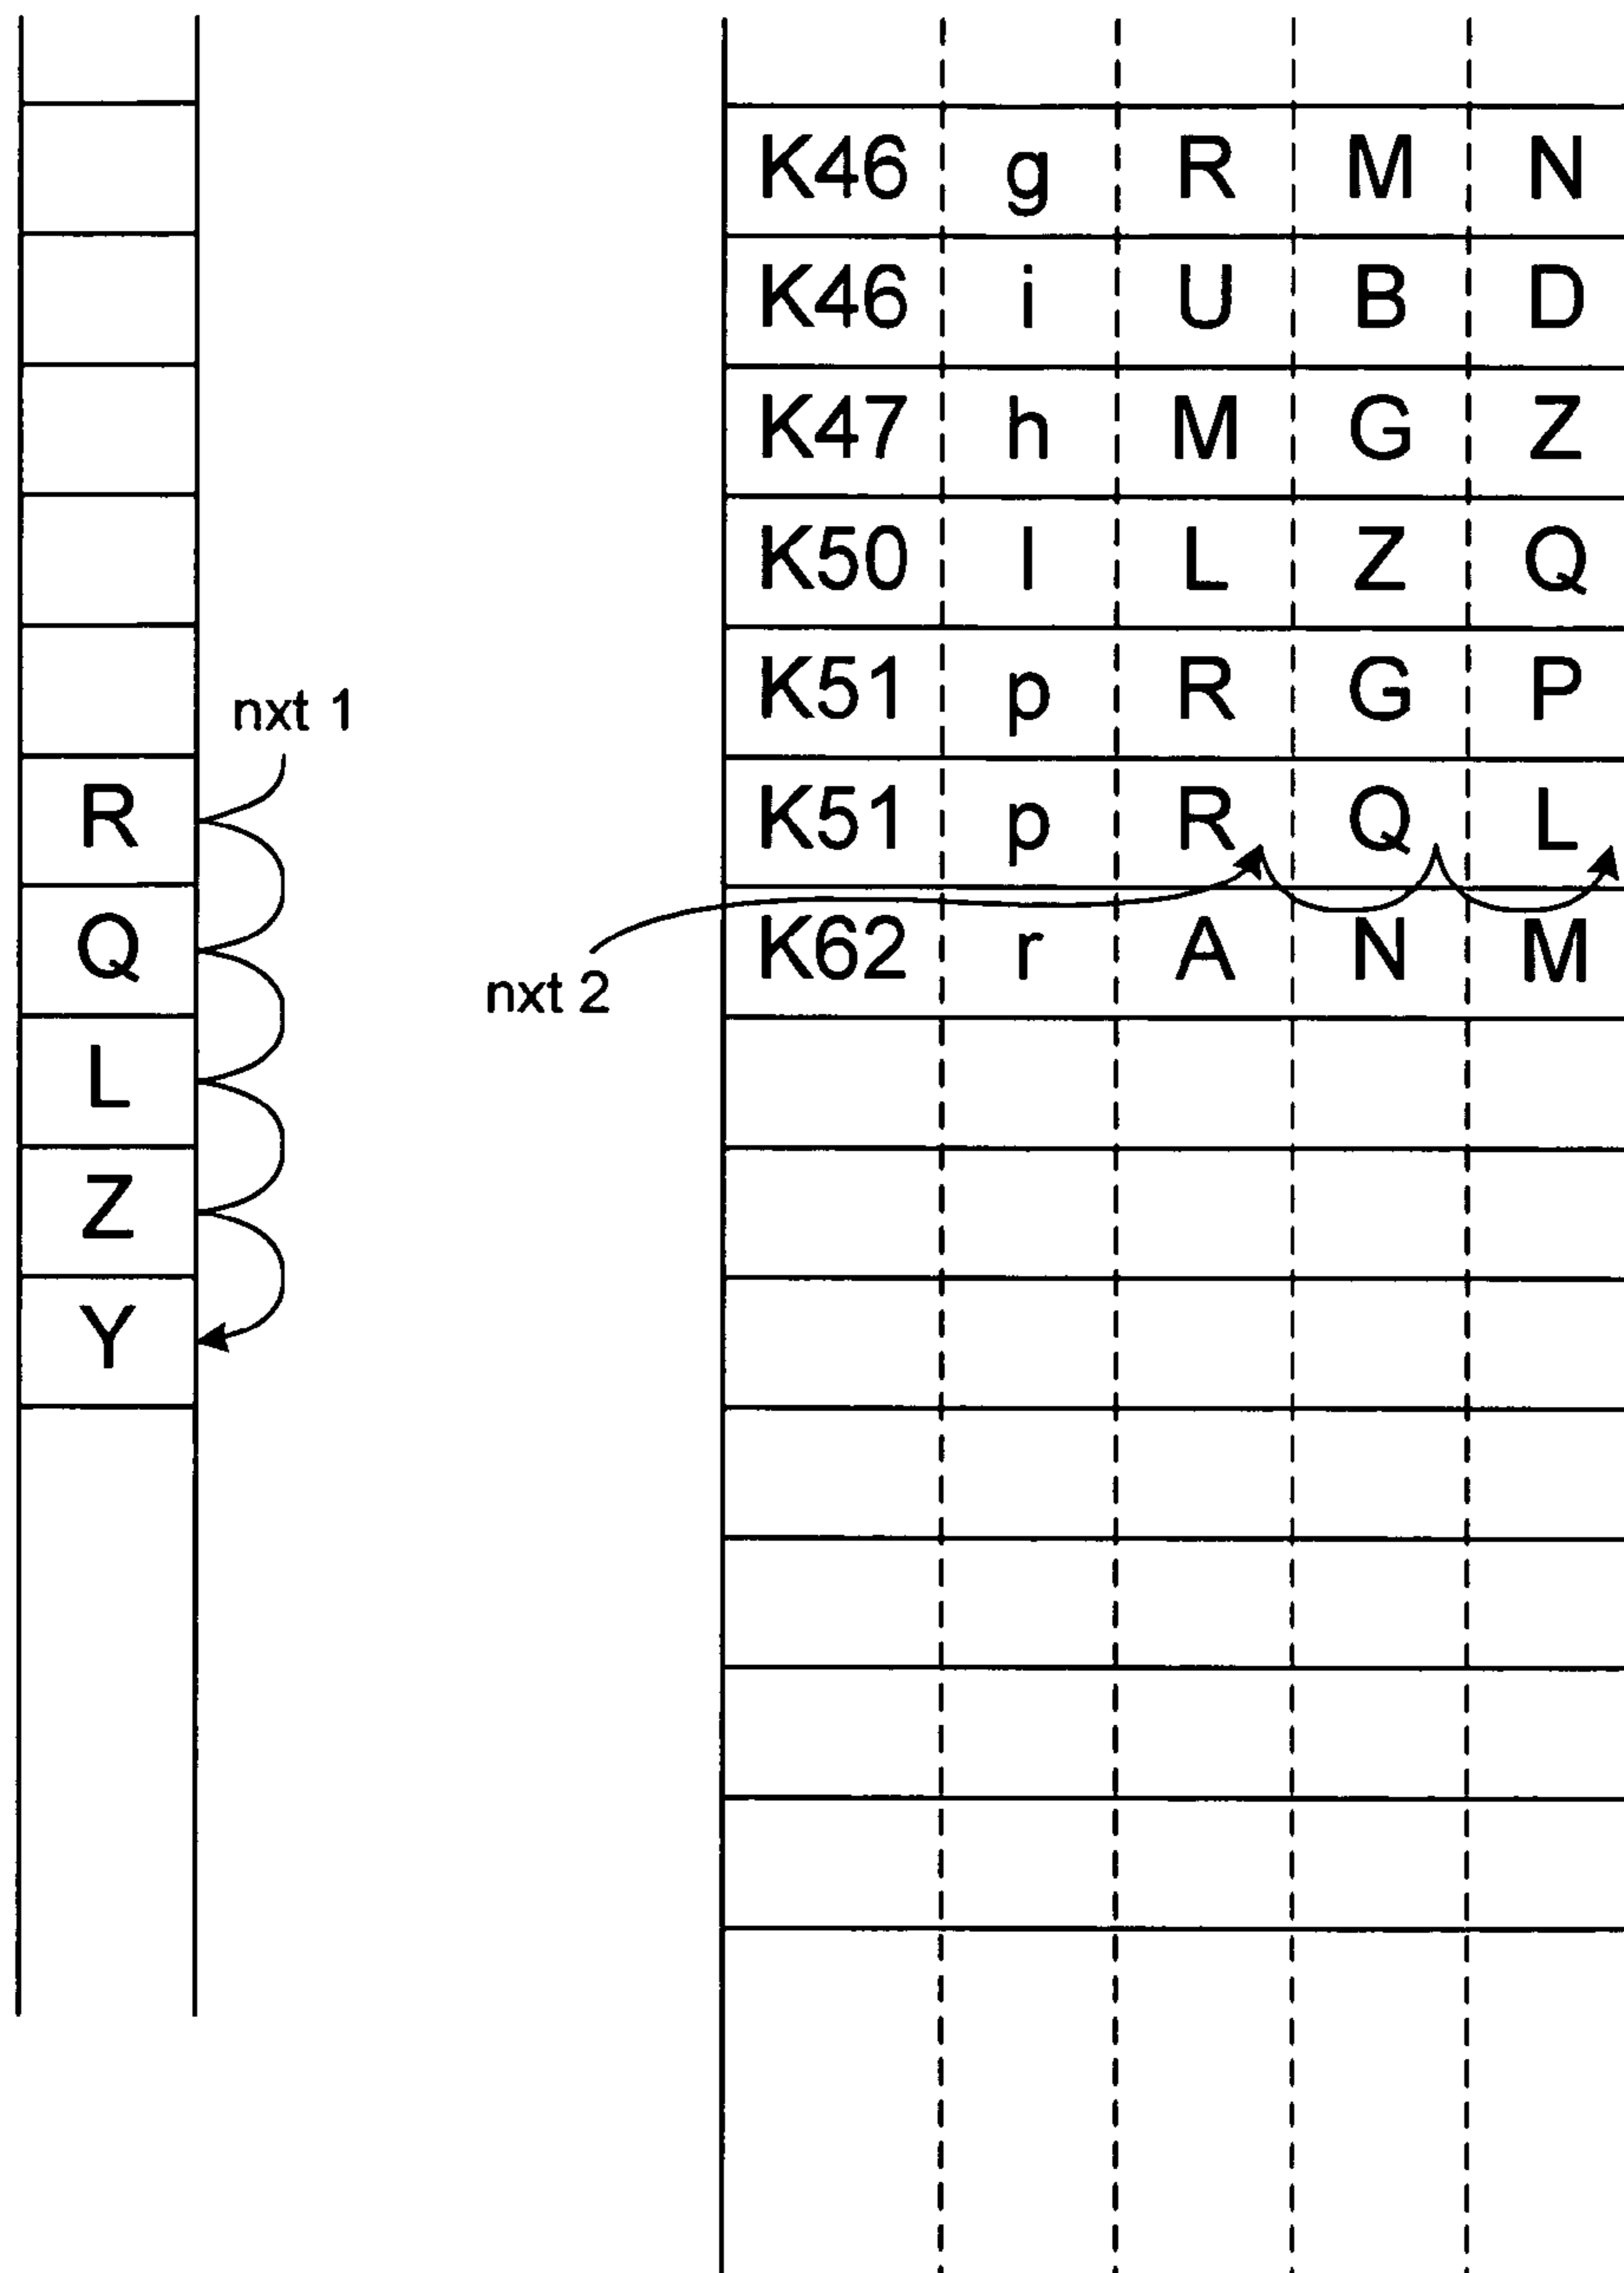 K46 g R M N
K46 i U B D
K47 h M G Z
K50 l L Z Q
K51 p R G P
nxt 1
R
K51 p R Q L
Q
nxt 2
K62 r A N M
L
Z
Y